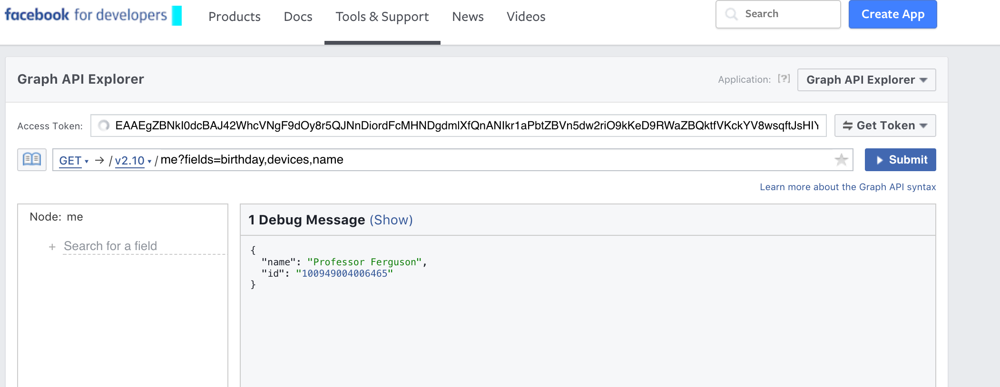 facebook for developers Products Docs Tools & Support News Videos Search Create App
Graph API Explorer Application: [?] Graph API Explorer
Access Token: EAAEgZBNkI0dcBAJ42WhcVNgF9dOy8r5QJNnDiordFcMHNDgdmlXfQnANIkr1aPbtZBVn5dw2riO9kKeD9RWaZBQktfVKckYV8wsqftJsHIY Get Token
GET → / v2.10 / me?fields=birthday,devices,name Submit
Learn more about the Graph API syntax
Node: me
+ Search for a field
1 Debug Message (Show)
{
"name": "Professor Ferguson",
"id": "100949004006465"
}